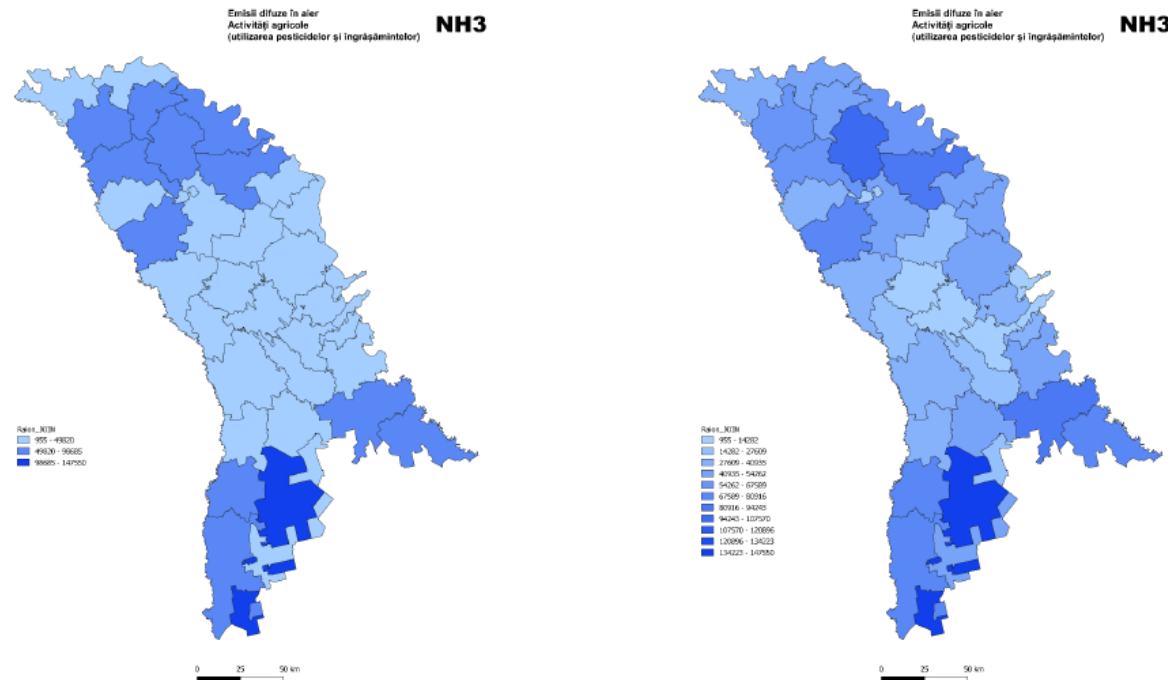 Emisii difuze în aer
Activități agricole
(utilizarea pesticidelor și îngrășămintelor)
NH3
Raion_JOIN
955 - 49820
49820 - 98685
98685 - 147550
0 25 50 km
Emisii difuze în aer
Activități agricole
(utilizarea pesticidelor și îngrășămintelor)
NH3
Raion_JOIN
955 - 14282
14282 - 27609
27609 - 40935
40935 - 54262
54262 - 67589
67589 - 80916
80916 - 94243
94243 - 107570
107570 - 120896
120896 - 134223
134223 - 147550
0 25 50 km